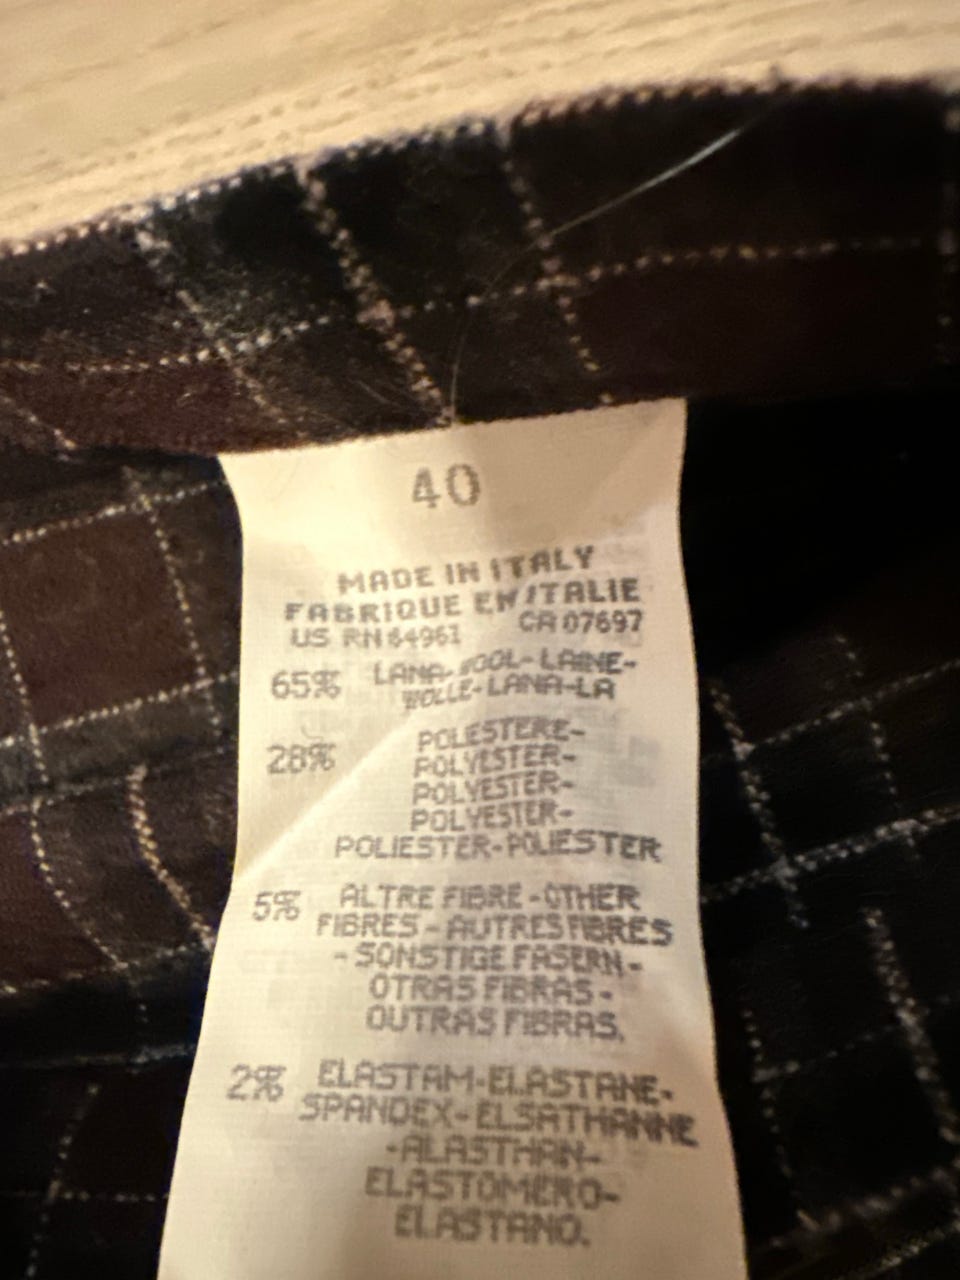 40
MADE IN ITALY
FABRIQUE EN ITALIE
US RN 64961 CA 07697
65% LANA-WOOL-LAINE-
WOLLE-LANA-LA
28% POLESTERE-
POLYESTER-
POLYESTER-
POLYESTER-
POLIESTER-POLIESTER
5% ALTRE FIBRE-OTHER
FIBRES-AUTRES FIBRES
-SONSTIGE FASERN-
OTRAS FIBRAS-
OUTRAS FIBRAS.
2% ELASTAM-ELASTANE-
SPANDEX-ELSATHANNE
-ALASTHAN-
ELASTOMERO-
ELASTANO.